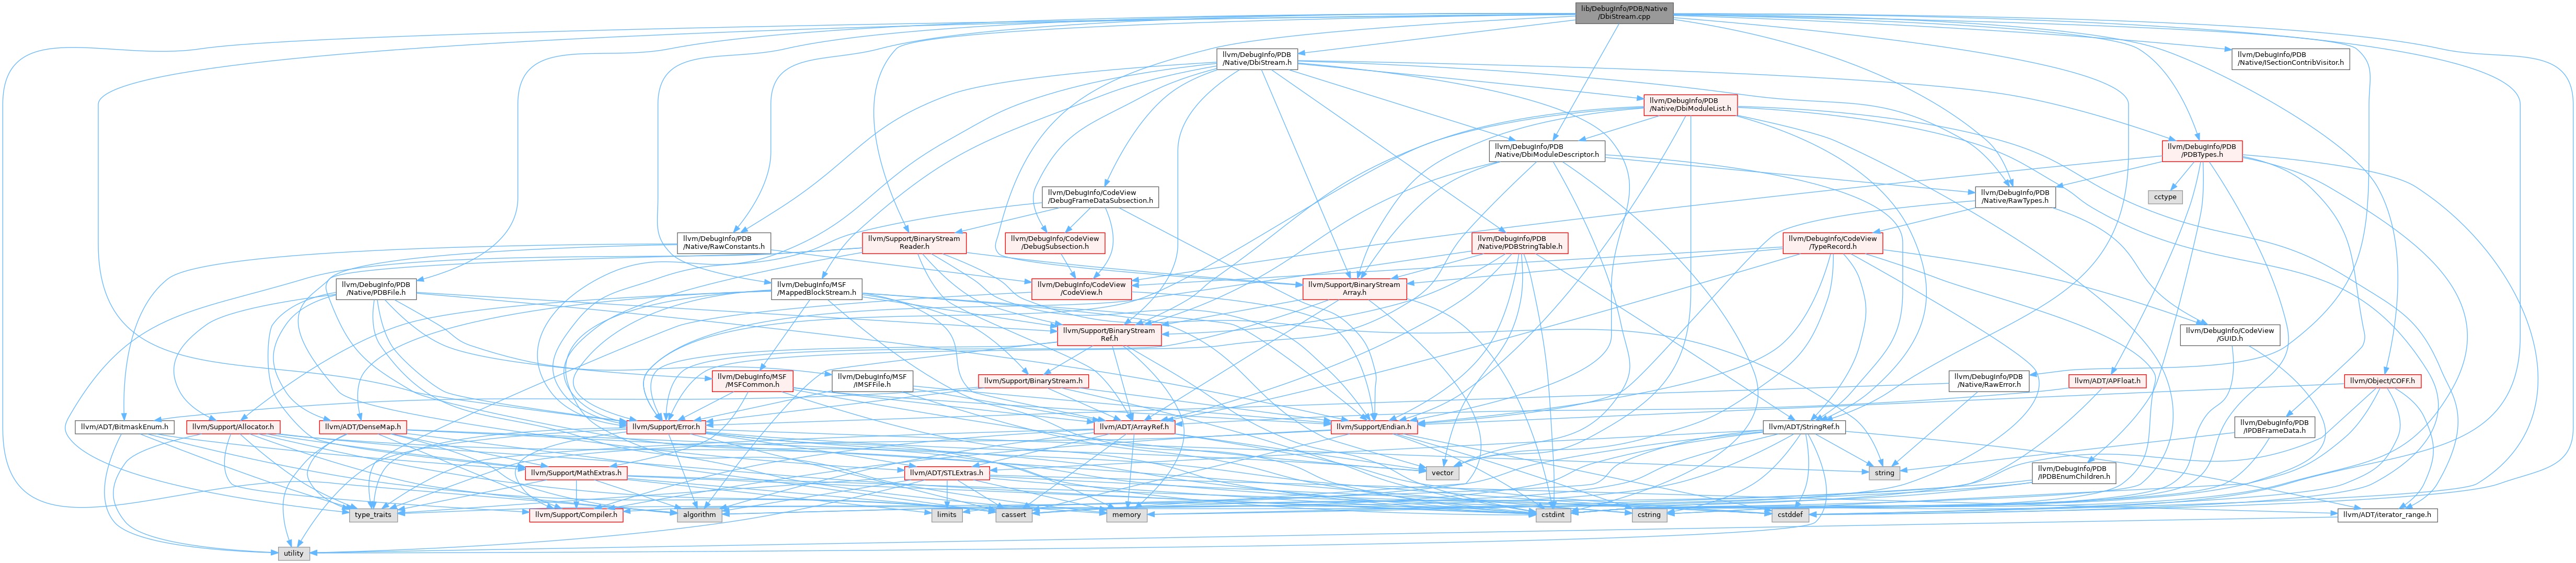 lib/DebugInfo/PDB/Native
/DbiStream.cpp
llvm/DebugInfo/PDB
/Native/DbiStream.h
llvm/DebugInfo/PDB
/Native/ISectionContribVisitor.h
llvm/DebugInfo/PDB
/Native/DbiModuleList.h
llvm/DebugInfo/PDB
/Native/DbiModuleDescriptor.h
llvm/DebugInfo/PDB
/PDBTypes.h
llvm/DebugInfo/CodeView
/DebugFrameDataSubsection.h
llvm/DebugInfo/PDB
/Native/RawTypes.h
cctype
llvm/DebugInfo/PDB
/Native/RawConstants.h
llvm/Support/BinaryStream
Reader.h
llvm/DebugInfo/CodeView
/DebugSubsection.h
llvm/DebugInfo/PDB
/Native/PDBStringTable.h
llvm/DebugInfo/CodeView
/TypeRecord.h
llvm/DebugInfo/PDB
/Native/PDBFile.h
llvm/DebugInfo/MSF
/MappedBlockStream.h
llvm/DebugInfo/CodeView
/CodeView.h
llvm/Support/BinaryStream
Array.h
llvm/Support/BinaryStream
Ref.h
llvm/DebugInfo/CodeView
/GUID.h
llvm/DebugInfo/MSF
/MSFCommon.h
llvm/DebugInfo/MSF
/IMSFFile.h
llvm/Support/BinaryStream.h
llvm/DebugInfo/PDB
/Native/RawError.h
llvm/ADT/APFloat.h
llvm/Object/COFF.h
llvm/ADT/BitmaskEnum.h
llvm/Support/Allocator.h
llvm/ADT/DenseMap.h
llvm/Support/Error.h
llvm/ADT/ArrayRef.h
llvm/Support/Endian.h
llvm/ADT/StringRef.h
llvm/DebugInfo/PDB
/IPDBFrameData.h
llvm/Support/MathExtras.h
llvm/ADT/STLExtras.h
vector
string
llvm/DebugInfo/PDB
/IPDBEnumChildren.h
type_traits
llvm/Support/Compiler.h
algorithm
limits
cassert
memory
cstdint
cstring
cstddef
llvm/ADT/iterator_range.h
utility